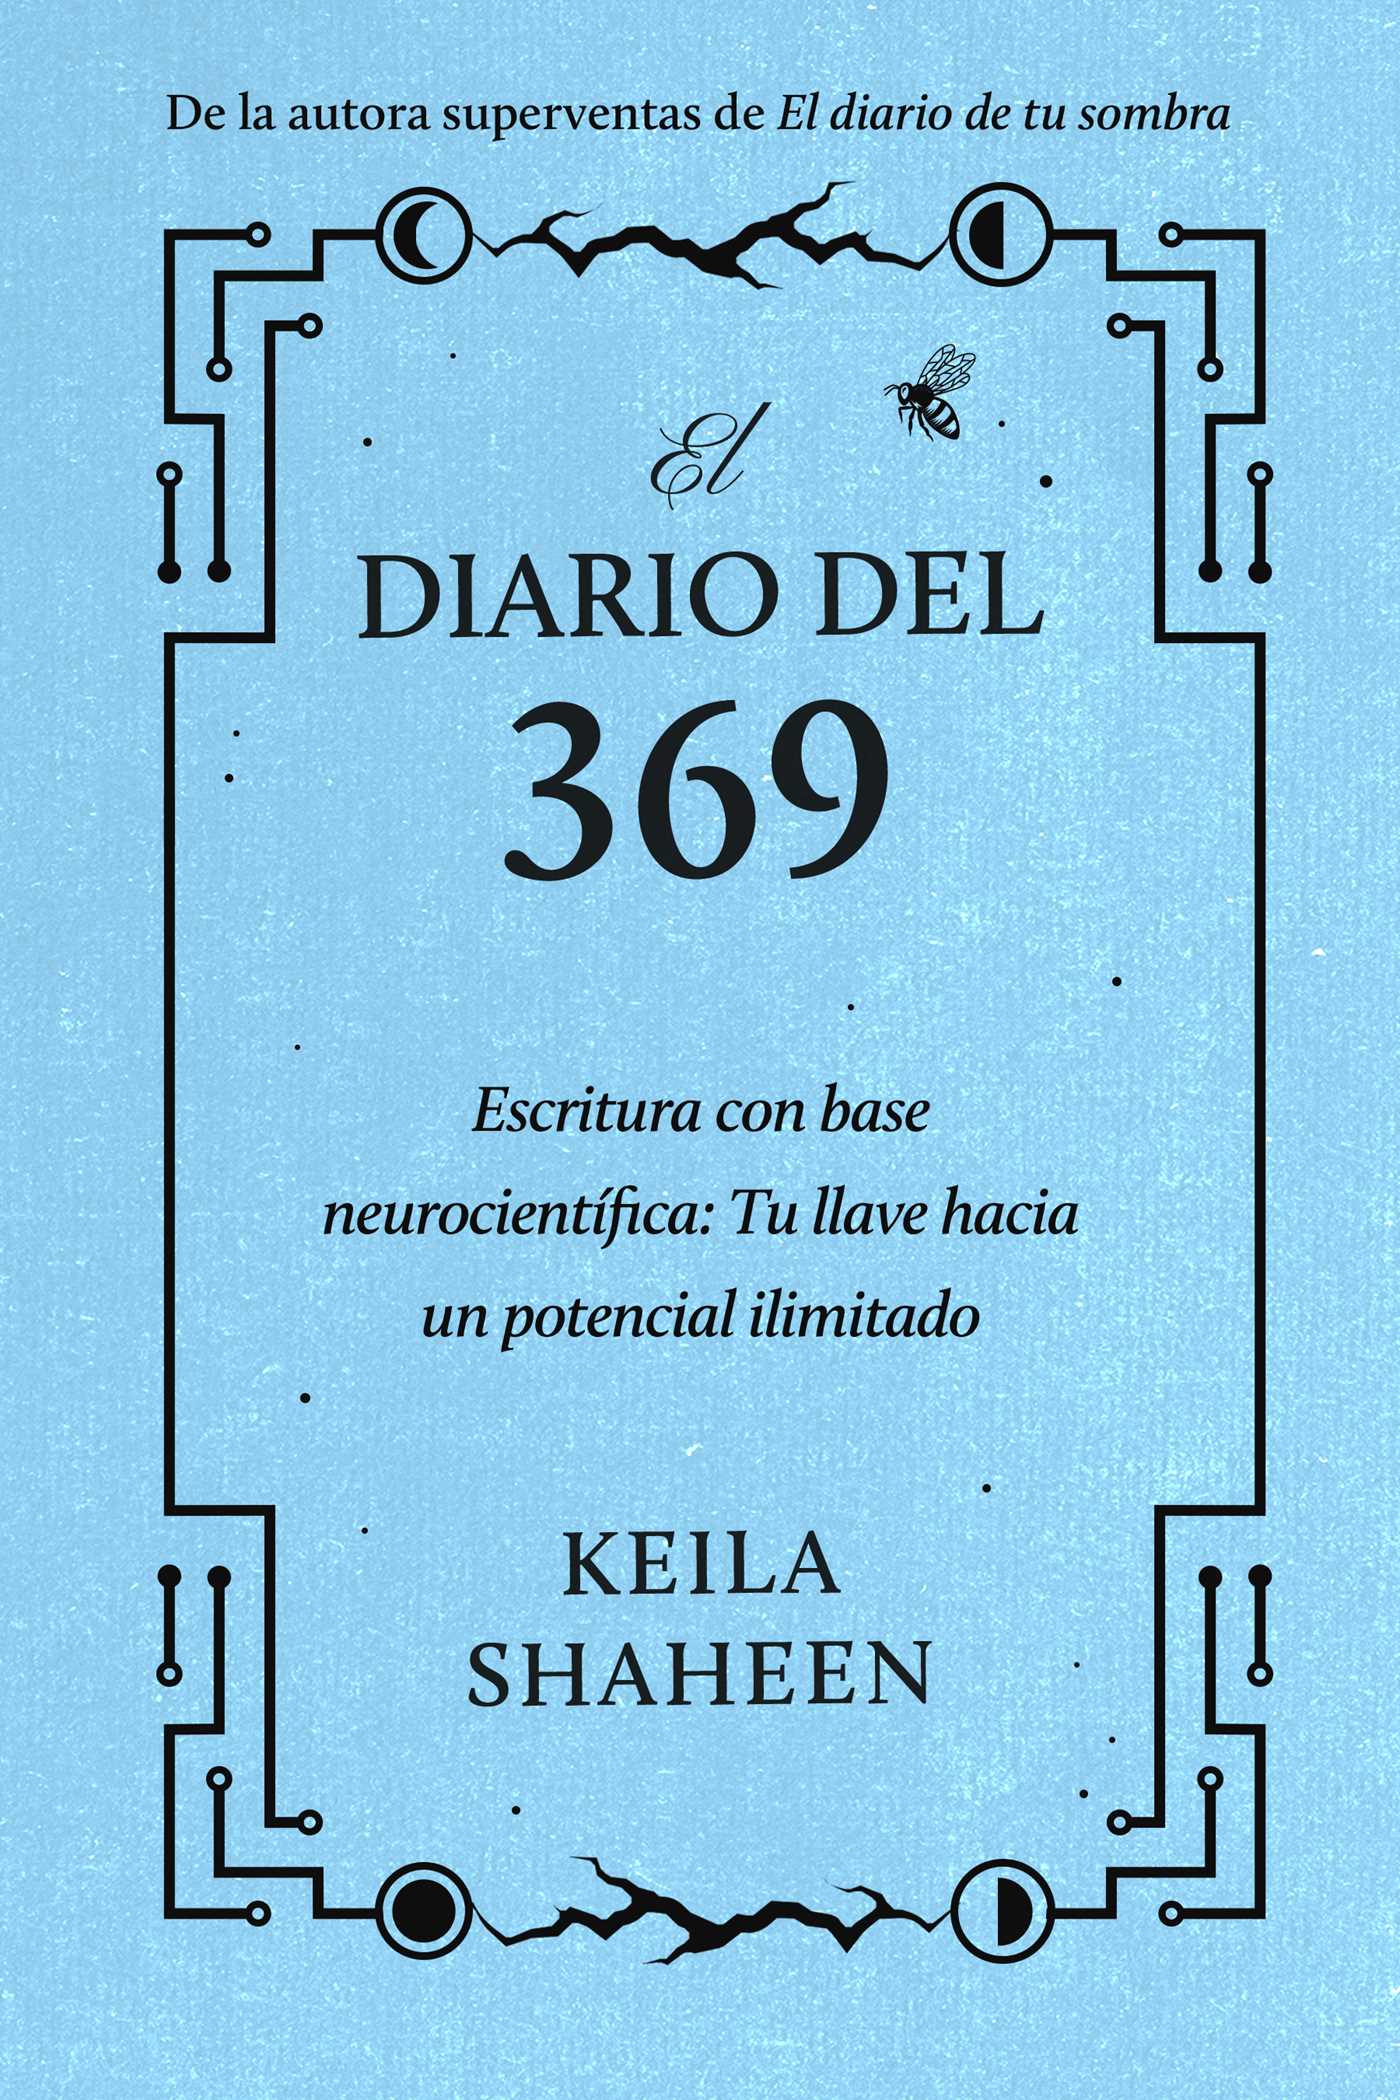 De la autora superventas de El diario de tu sombra
El
DIARIO DEL
369
Escritura con base
neurocientífica: Tu llave hacia
un potencial ilimitado
KEILA
SHAHEEN